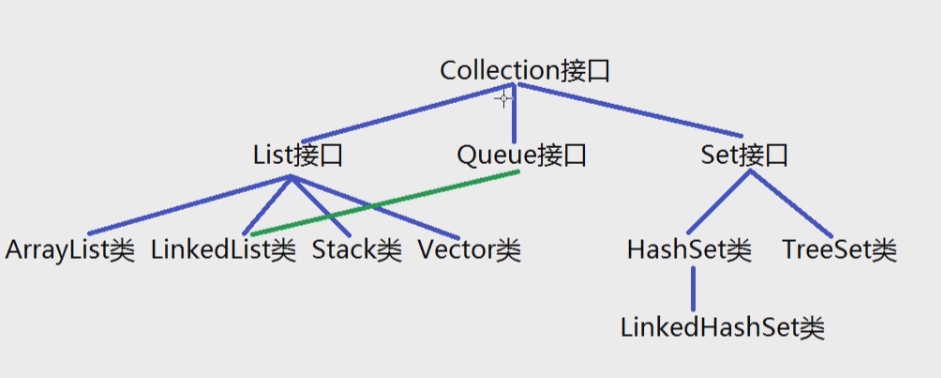 Collection接口
List接口 Queue接口 Set接口
ArrayList类 LinkedList类 Stack类 Vector类 HashSet类 TreeSet类
LinkedHashSet类